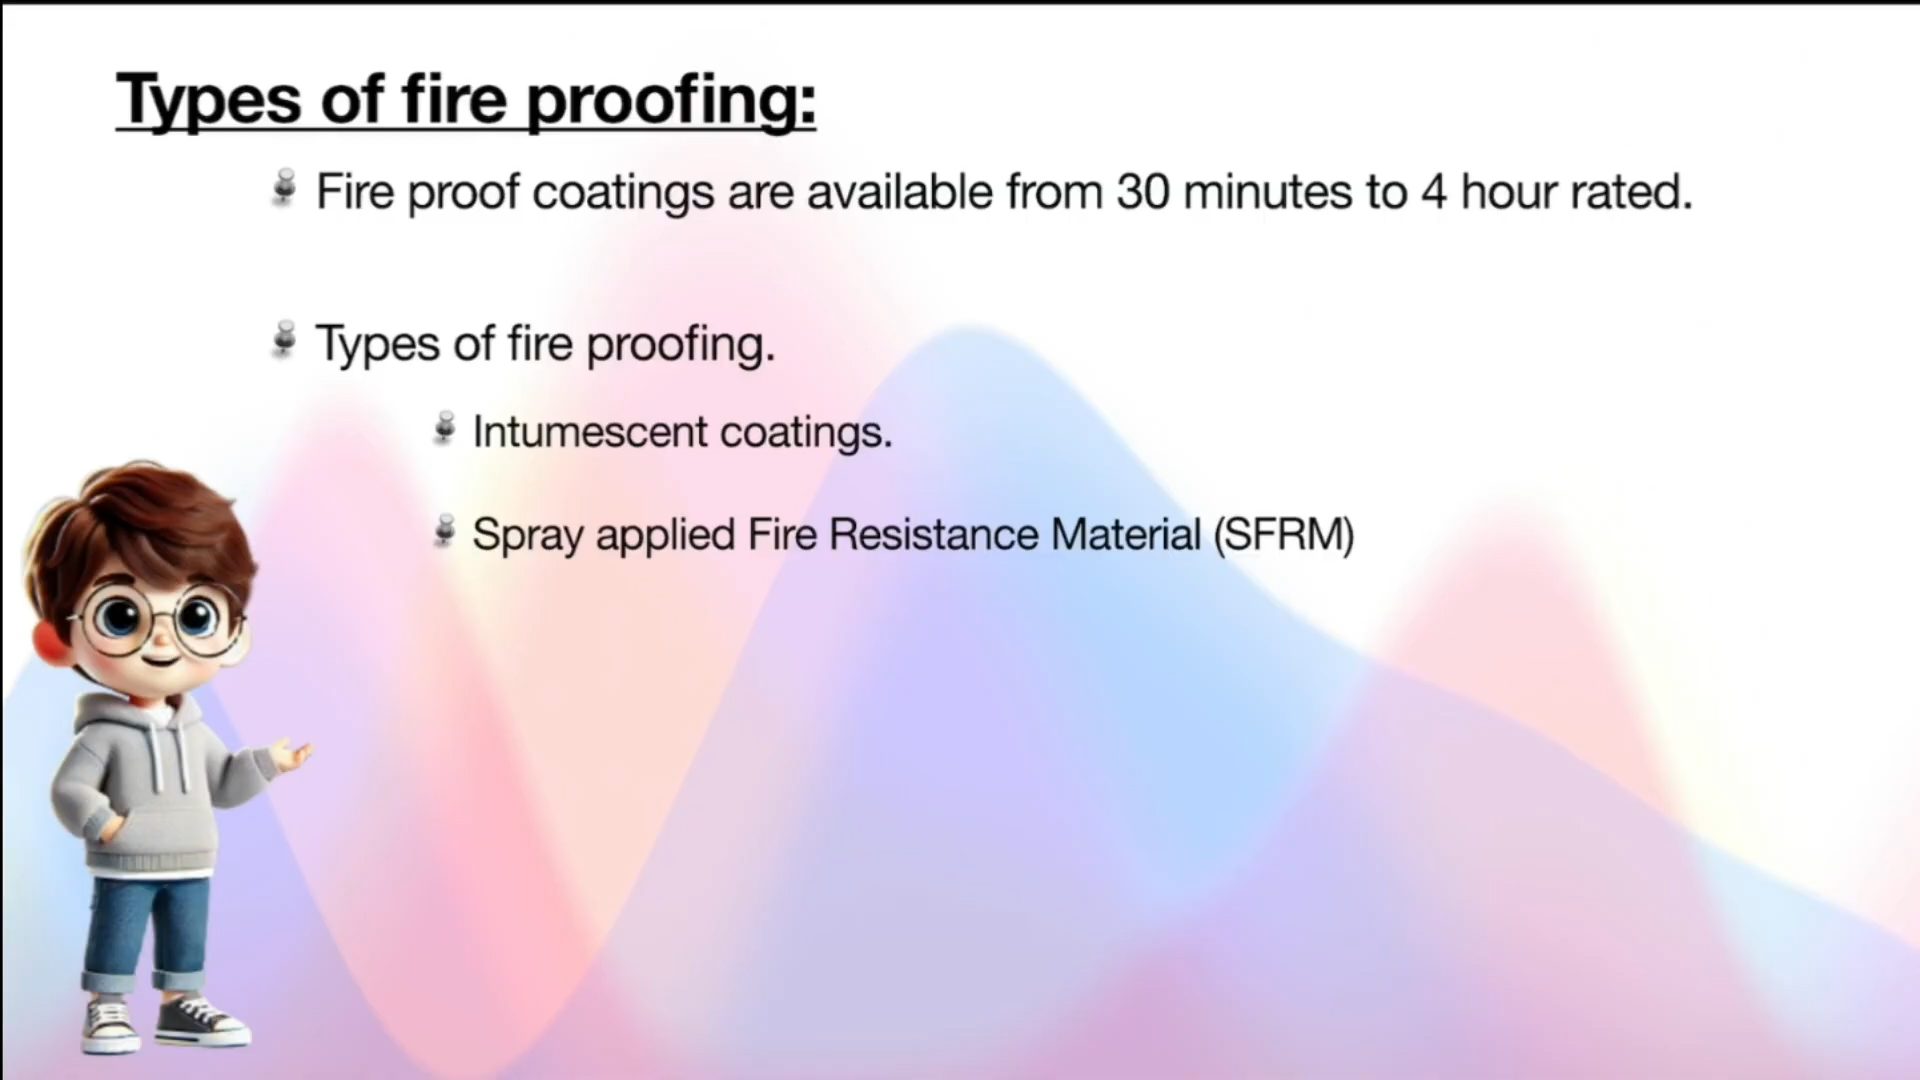 Types of fire proofing:
Fire proof coatings are available from 30 minutes to 4 hour rated.
Types of fire proofing.
Intumescent coatings.
Spray applied Fire Resistance Material (SFRM)